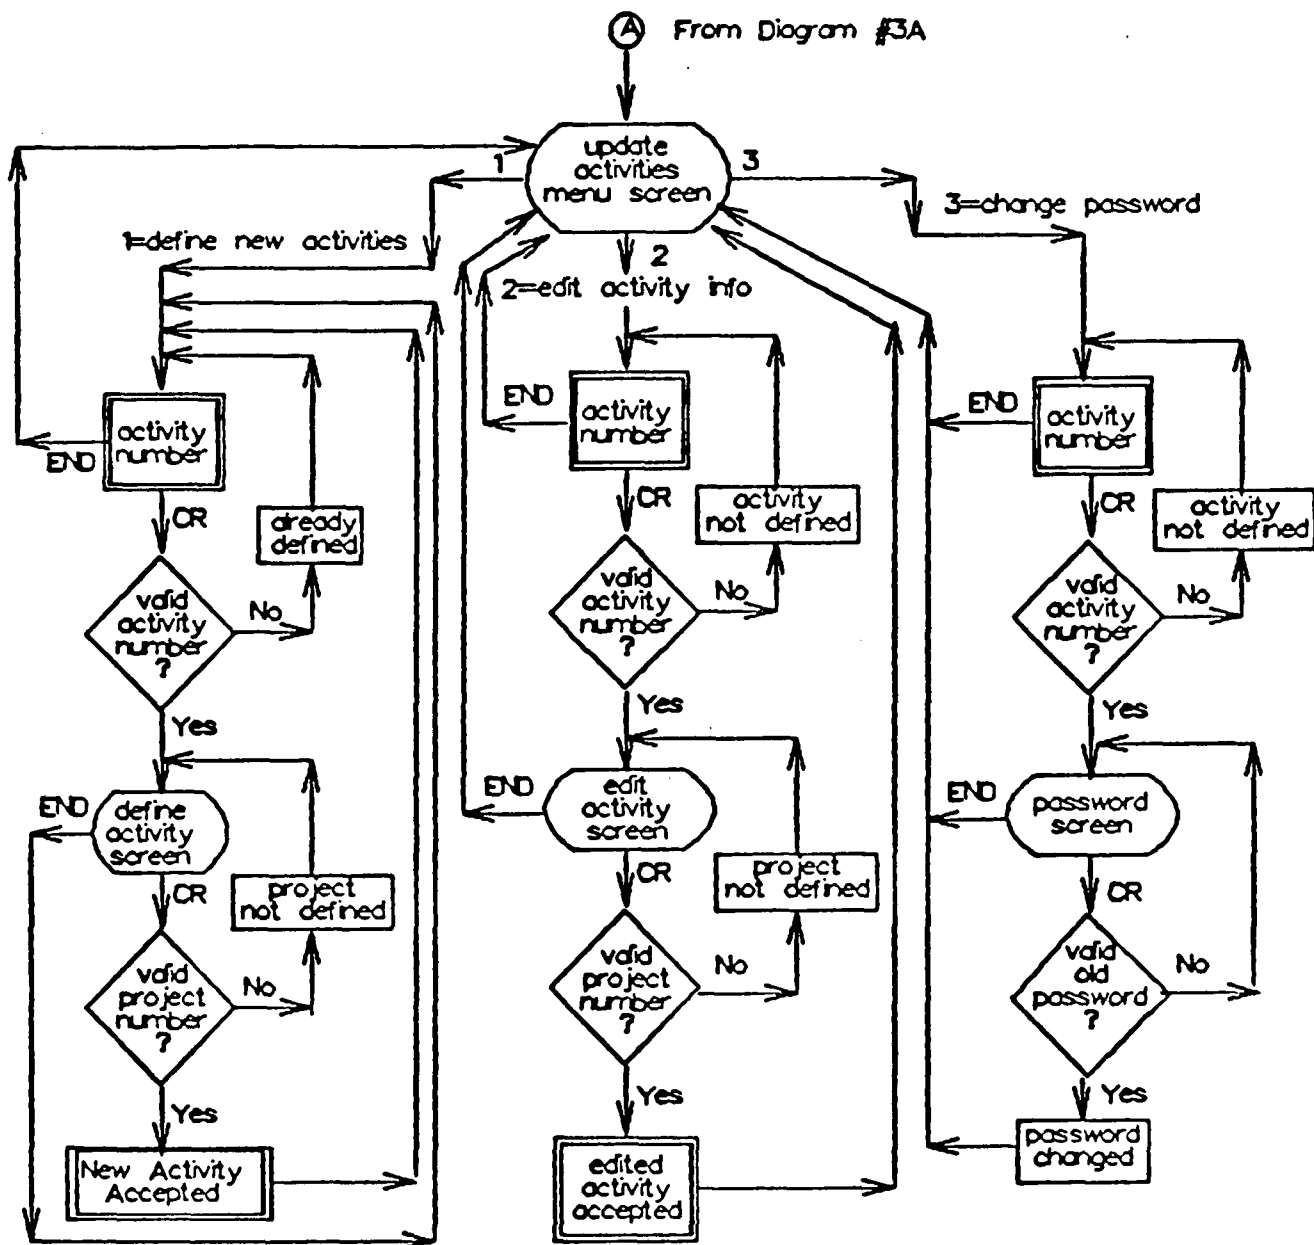 A From Diagram #3A
update
activities
menu screen
1
3
2
1=define new activities
2=edit activity info
3=change password
activity
number
END
CR
already
defined
valid
activity
number
?
No
Yes
define
activity
screen
END
CR
project
not defined
valid
project
number
?
No
Yes
New Activity
Accepted
activity
number
END
CR
activity
not defined
valid
activity
number
?
No
Yes
edit
activity
screen
END
CR
project
not defined
valid
project
number
?
No
Yes
edited
activity
accepted
activity
number
END
CR
activity
not defined
valid
activity
number
?
No
Yes
password
screen
END
CR
valid
old
password
?
No
Yes
password
changed